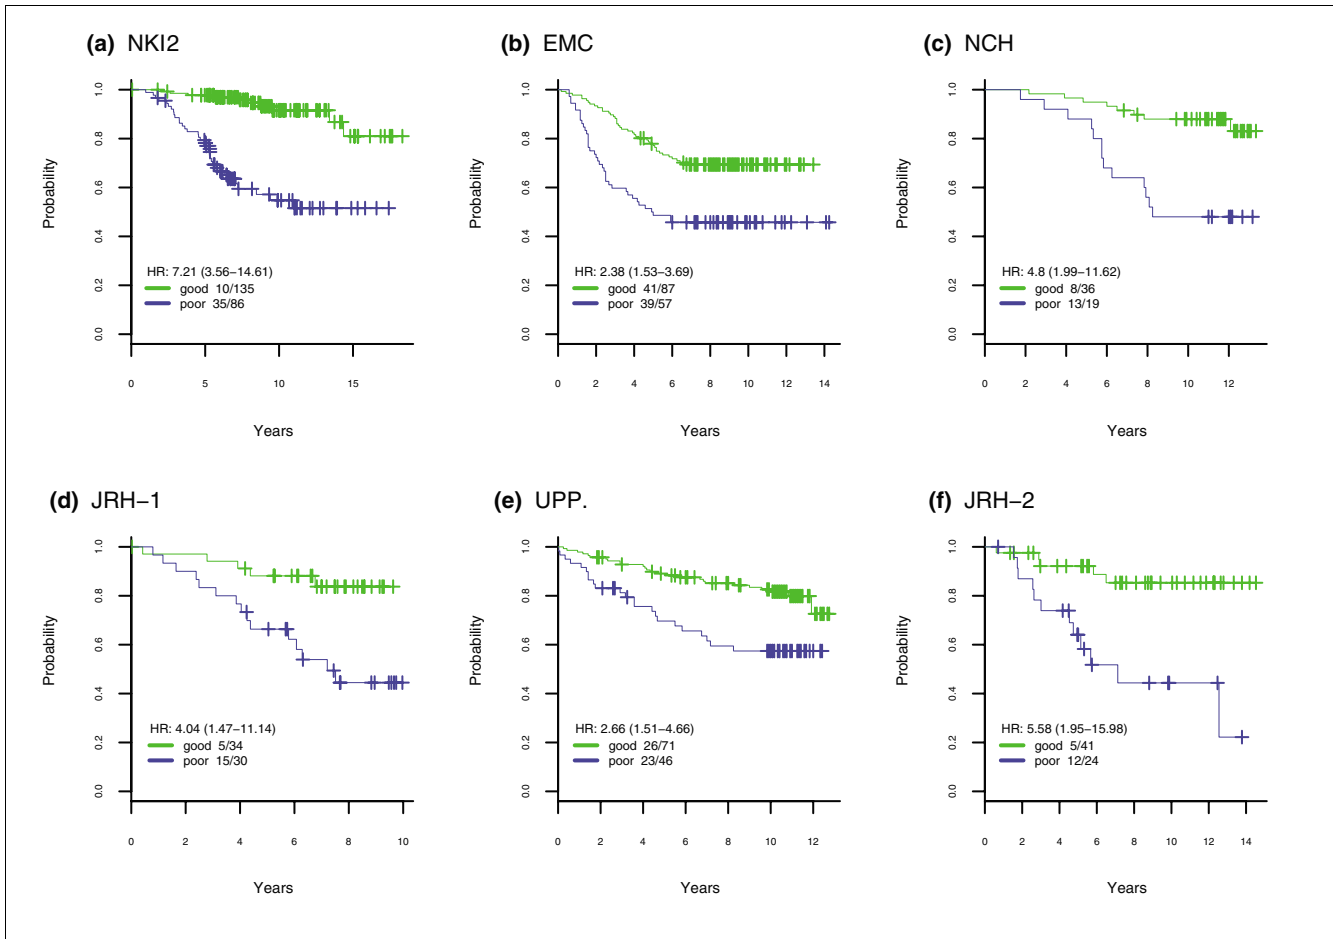 (a) NKI2
Probability
1.0
0.8
0.6
0.4
0.2
0.0
HR: 7.21 (3.56−14.61)
good 10/135
poor 35/86
0 5 10 15
Years
(b) EMC
Probability
1.0
0.8
0.6
0.4
0.2
0.0
HR: 2.38 (1.53−3.69)
good 41/87
poor 39/57
0 2 4 6 8 10 12 14
Years
(c) NCH
Probability
1.0
0.8
0.6
0.4
0.2
0.0
HR: 4.8 (1.99−11.62)
good 8/36
poor 13/19
0 2 4 6 8 10 12
Years
(d) JRH−1
Probability
1.0
0.8
0.6
0.4
0.2
0.0
HR: 4.04 (1.47−11.14)
good 5/34
poor 15/30
0 2 4 6 8 10
Years
(e) UPP.
Probability
1.0
0.8
0.6
0.4
0.2
0.0
HR: 2.66 (1.51−4.66)
good 26/71
poor 23/46
0 2 4 6 8 10 12
Years
(f) JRH−2
Probability
1.0
0.8
0.6
0.4
0.2
0.0
HR: 5.58 (1.95−15.98)
good 5/41
poor 12/24
0 2 4 6 8 10 12 14
Years